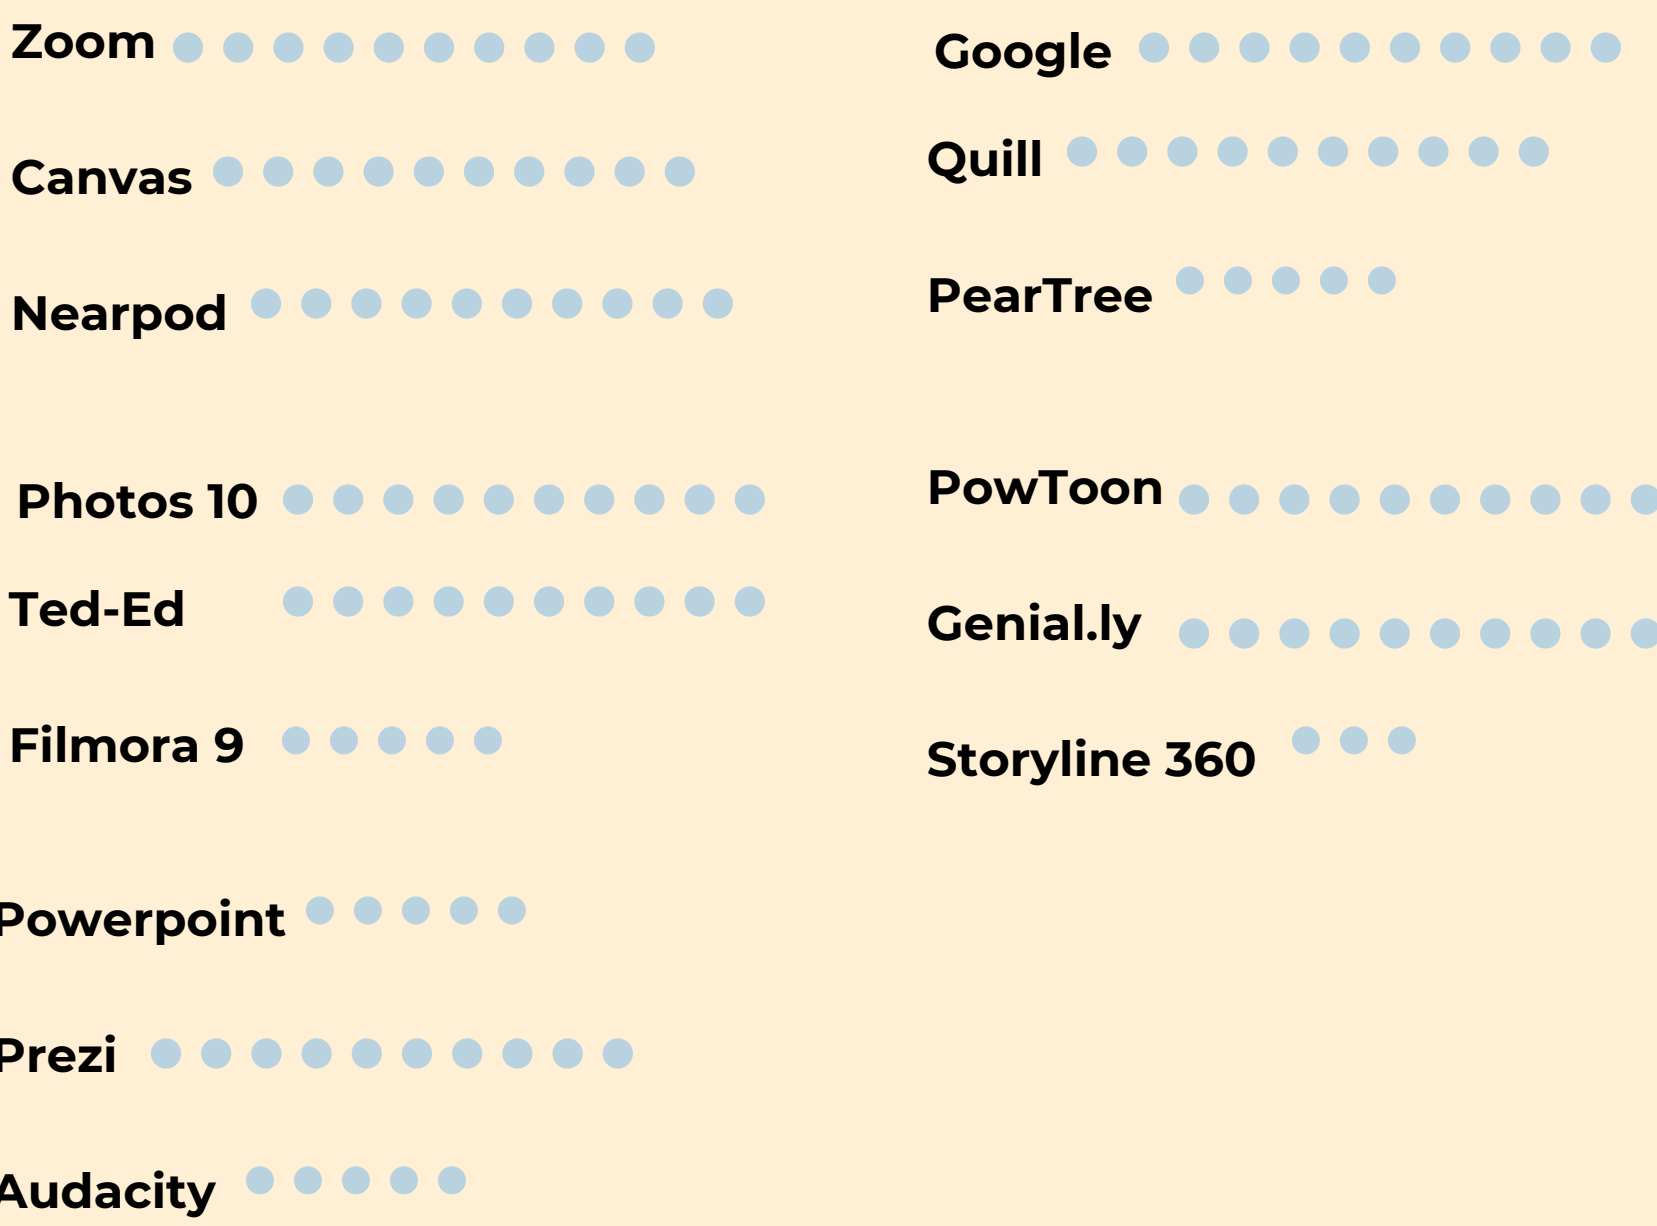 Zoom
Canvas
Nearpod
Photos 10
Ted-Ed
Filmora 9
Powerpoint
Prezi
Audacity
Google
Quill
PearTree
PowToon
Genial.ly
Storyline 360